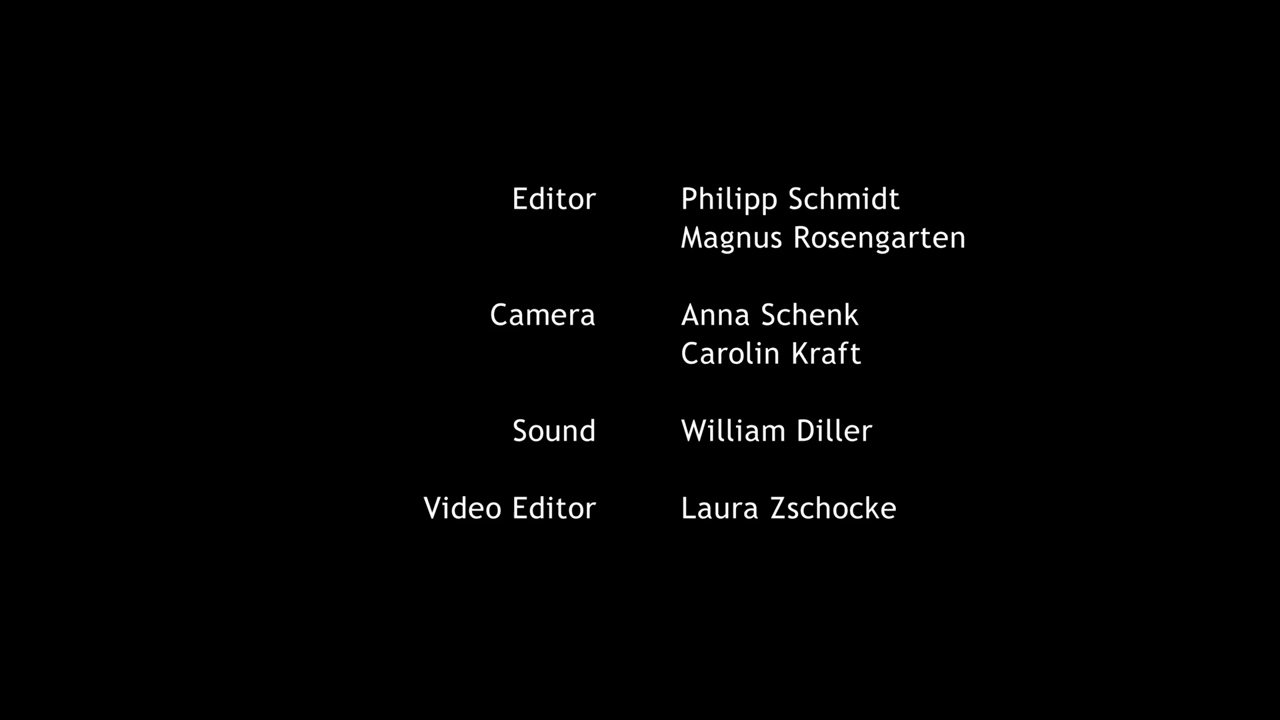 Editor Philipp Schmidt
Magnus Rosengarten
Camera Anna Schenk
Carolin Kraft
Sound William Diller
Video Editor Laura Zschocke